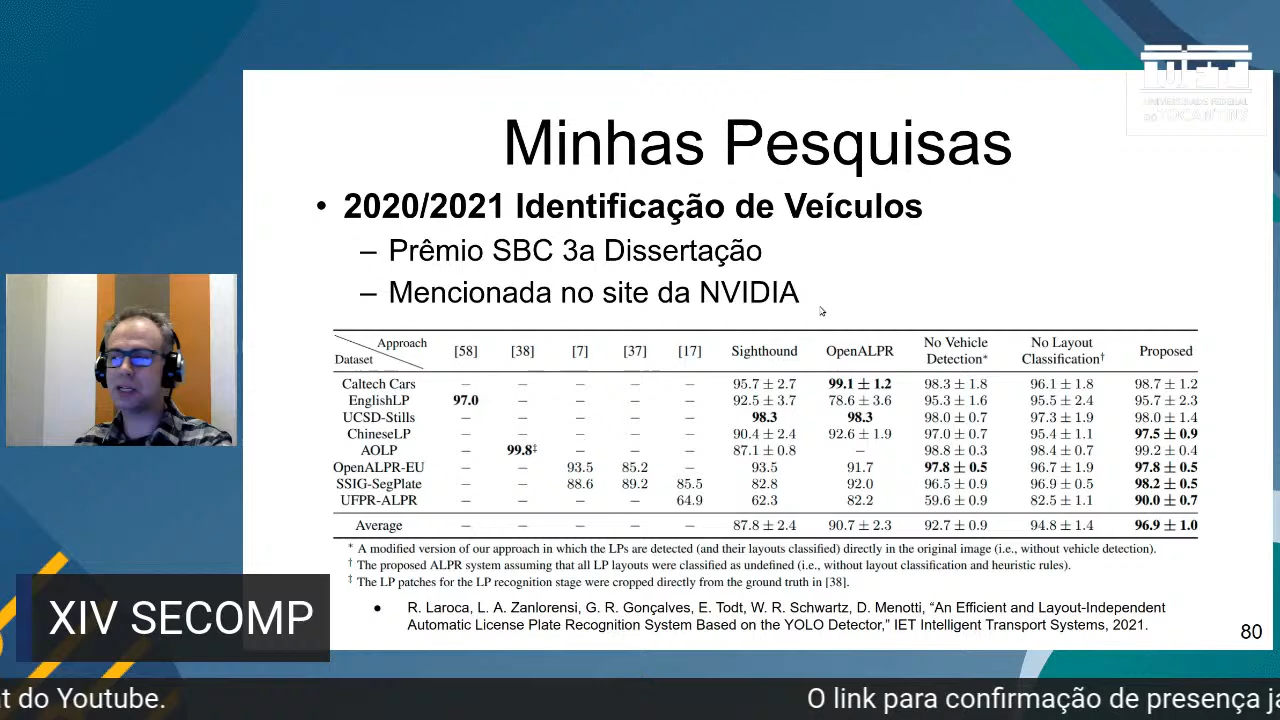 UNIVERSIDADE FEDERAL
DO TOCANTINS
Minhas Pesquisas
• 2020/2021 Identificação de Veículos
– Prêmio SBC 3a Dissertação
– Mencionada no site da NVIDIA
Approach Dataset [58] [38] [7] [37] [17] Sighthound OpenALPR No Vehicle Detection* No Layout Classification† Proposed
Caltech Cars – – – – – 95.7 ± 2.7 99.1 ± 1.2 98.3 ± 1.8 96.1 ± 1.8 98.7 ± 1.2
EnglishLP 97.0 – – – – 92.5 ± 3.7 78.6 ± 3.6 95.3 ± 1.6 95.5 ± 2.4 95.7 ± 2.3
UCSD-Stills – – – – – 98.3 98.3 98.0 ± 0.7 97.3 ± 1.9 98.0 ± 1.4
ChineseLP – – – – – 90.4 ± 2.4 92.6 ± 1.9 97.0 ± 0.7 95.4 ± 1.1 97.5 ± 0.9
AOLP – 99.8‡ – – – 87.1 ± 0.8 – 98.8 ± 0.3 98.4 ± 0.7 99.2 ± 0.4
OpenALPR-EU – – 93.5 85.2 – 93.5 91.7 97.8 ± 0.5 96.7 ± 1.9 97.8 ± 0.5
SSIG-SegPlate – – 88.6 89.2 85.5 82.8 92.0 96.5 ± 0.9 96.9 ± 0.5 98.2 ± 0.5
UFPR-ALPR – – – – 64.9 62.3 82.2 59.6 ± 0.9 82.5 ± 1.1 90.0 ± 0.7
Average – – – – – 87.8 ± 2.4 90.7 ± 2.3 92.7 ± 0.9 94.8 ± 1.4 96.9 ± 1.0
* A modified version of our approach in which the LPs are detected (and their layouts classified) directly in the original image (i.e., without vehicle detection).
† The proposed ALPR system assuming that all LP layouts were classified as undefined (i.e., without layout classification and heuristic rules).
‡ The LP patches for the LP recognition stage were cropped directly from the ground truth in [38].
• R. Laroca, L. A. Zanlorensi, G. R. Gonçalves, E. Todt, W. R. Schwartz, D. Menotti, “An Efficient and Layout-Independent
Automatic License Plate Recognition System Based on the YOLO Detector,” IET Intelligent Transport Systems, 2021.
80
XIV SECOMP
at do Youtube. O link para confirmação de presença já